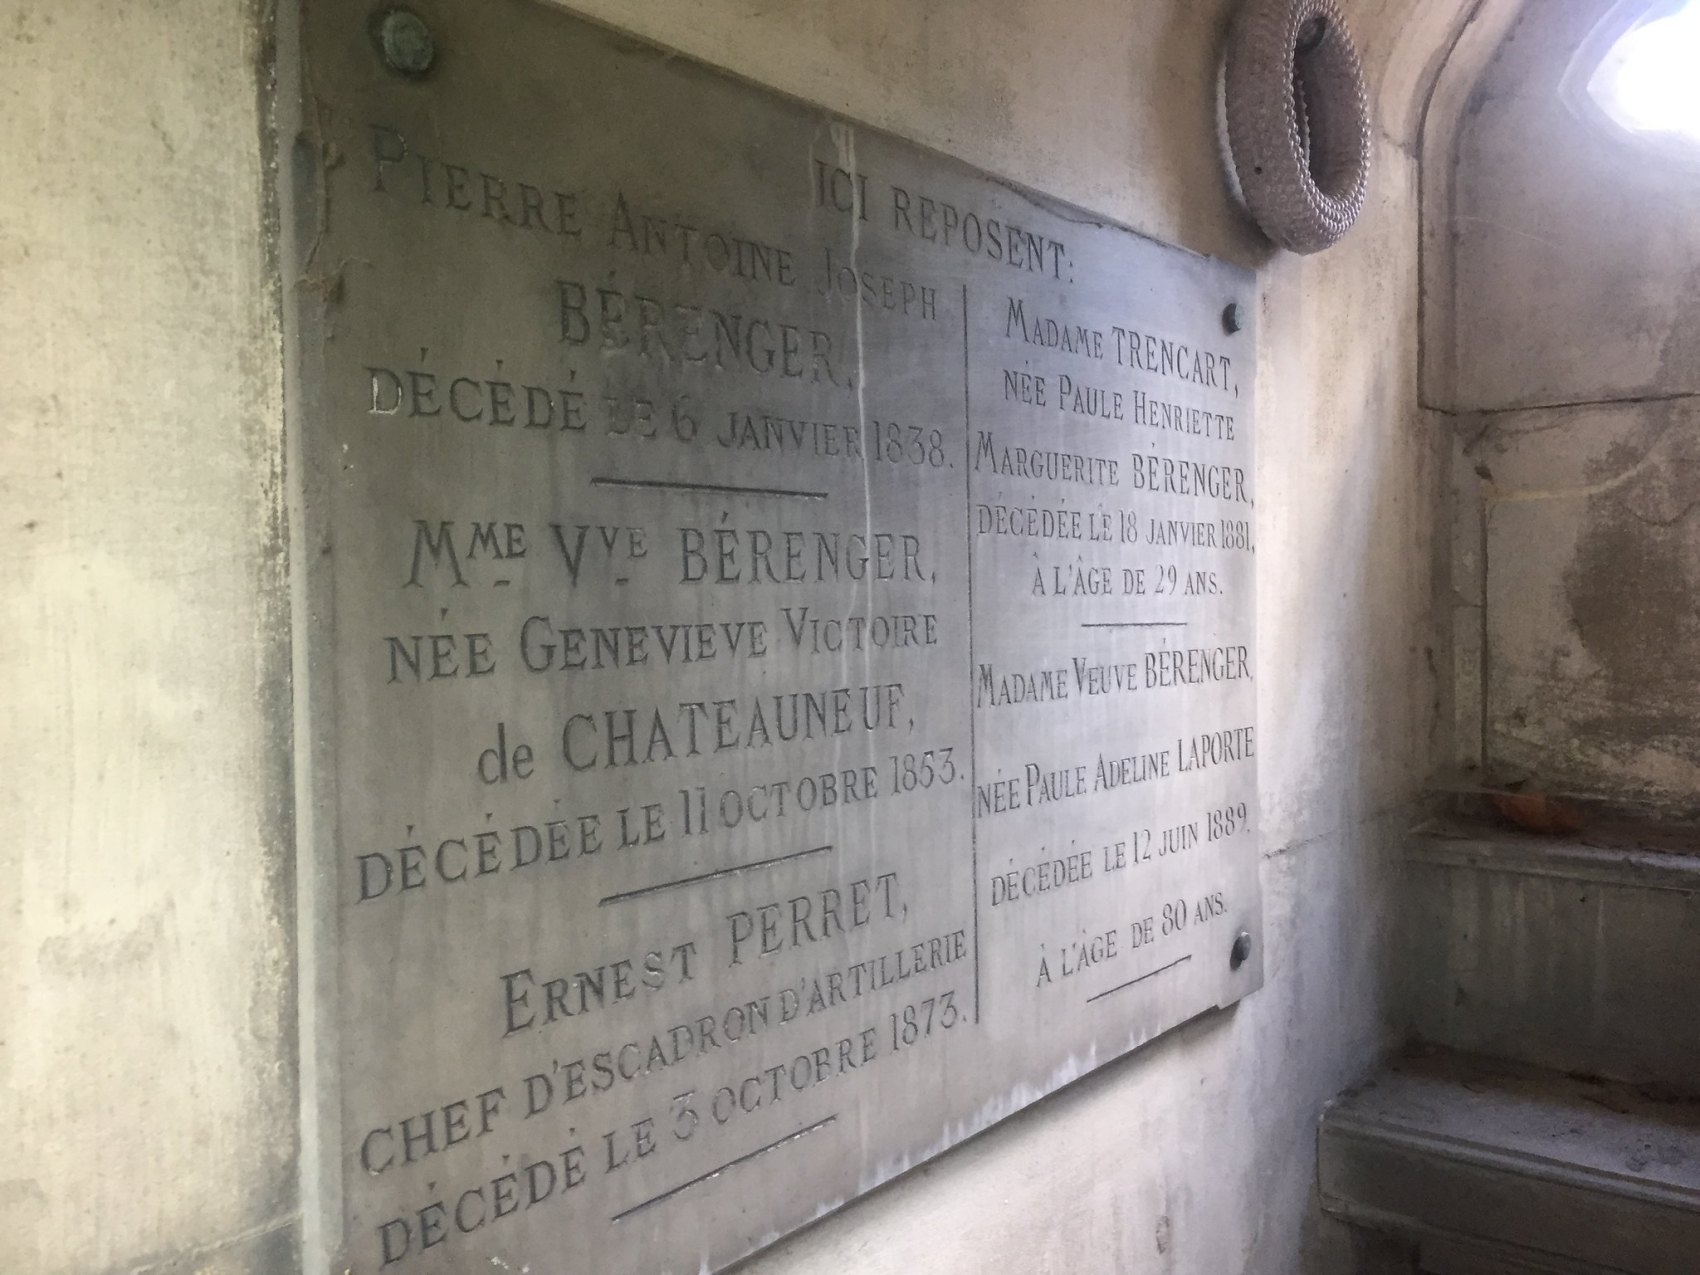 ICI REPOSENT:
PIERRE ANTOINE JOSEPH
BÉRENGER,
DÉCÉDÉ LE 6 JANVIER 1838.
MME VVE BÉRENGER,
NÉE GENEVIÈVE VICTOIRE
de CHATEAUNEUF,
DÉCÉDÉE LE 11 OCTOBRE 1853.
ERNEST PERRET,
CHEF D'ESCADRON D'ARTILLERIE
DÉCÉDÉ LE 3 OCTOBRE 1873.
MADAME TRENCART,
NÉE PAULE HENRIETTE
MARGUERITE BÉRENGER,
DÉCÉDÉE LE 18 JANVIER 1881,
À L'ÂGE DE 29 ANS.
MADAME VEUVE BÉRENGER,
NÉE PAULE ADELINE LAPORTE
DÉCÉDÉE LE 12 JUIN 1889.
À L'ÂGE DE 80 ANS.